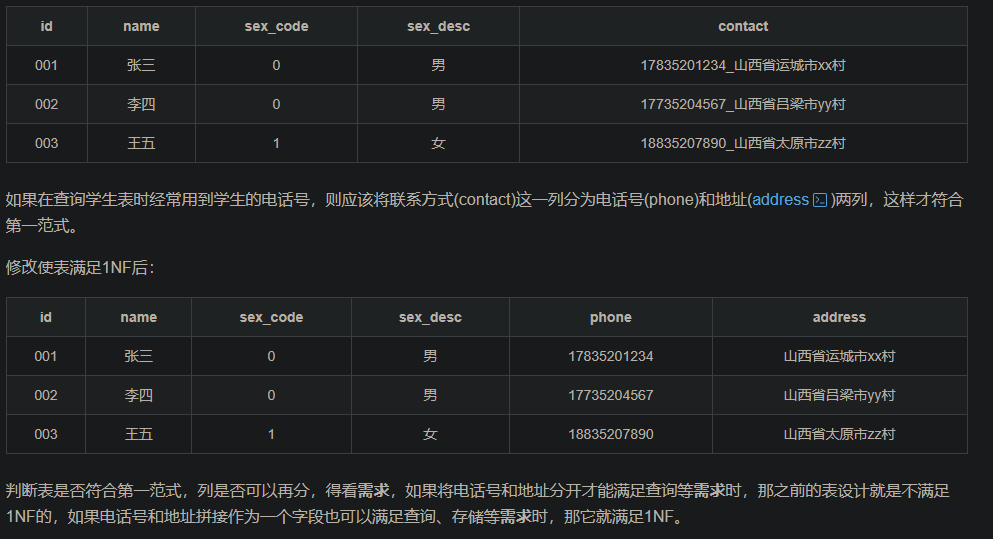 id name sex_code sex_desc contact
001 张三 0 男 17835201234_山西省运城市xx村
002 李四 0 男 17735204567_山西省吕梁市yy村
003 王五 1 女 18835207890_山西省太原市zz村
如果在查询学生表时经常用到学生的电话号，则应该将联系方式(contact)这一列分为电话号(phone)和地址(address)两列，这样才符合
第一范式。
修改使表满足1NF后：
id name sex_code sex_desc phone address
001 张三 0 男 17835201234 山西省运城市xx村
002 李四 0 男 17735204567 山西省吕梁市yy村
003 王五 1 女 18835207890 山西省太原市zz村
判断表是否符合第一范式，列是否可以再分，得看需求，如果将电话号和地址分开才能满足查询等需求时，那之前的表设计就是不满足
1NF的，如果电话号和地址拼接作为一个字段也可以满足查询、存储等需求时，那它就满足1NF。